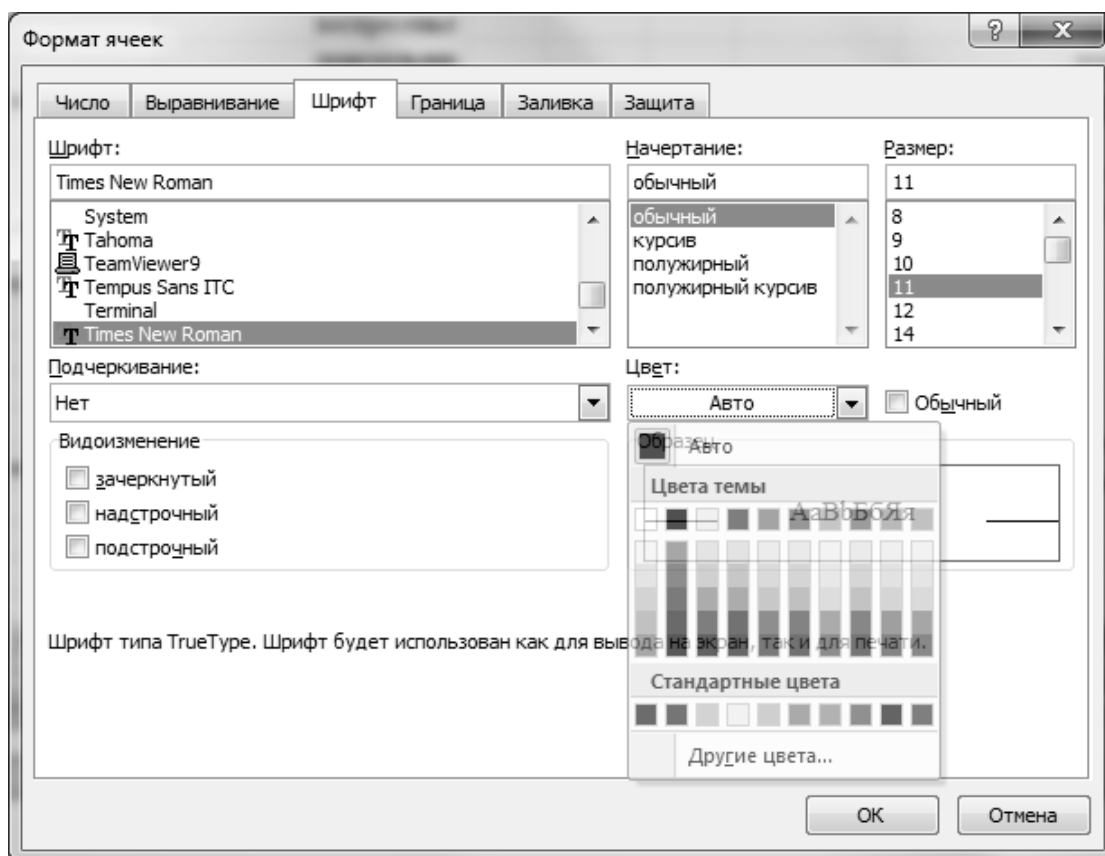 Формат ячеек
Число Выравнивание Шрифт Граница Заливка Защита
Шрифт: Начертание: Размер:
Times New Roman обычный 11
System обычный 8
Tahoma курсив 9
TeamViewer9 полужирный 10
Tempus Sans ITC полужирный курсив 11
Terminal 12
Times New Roman 14
Подчеркивание: Цвет:
Нет Авто Обычный
Видоизменение Образец Авто
зачеркнутый Цвета темы
надстрочный АаВbБбЯя
подстрочный
Шрифт типа TrueType. Шрифт будет использован как для вывода на экран, так и для печати.
Стандартные цвета
Другие цвета...
ОК Отмена